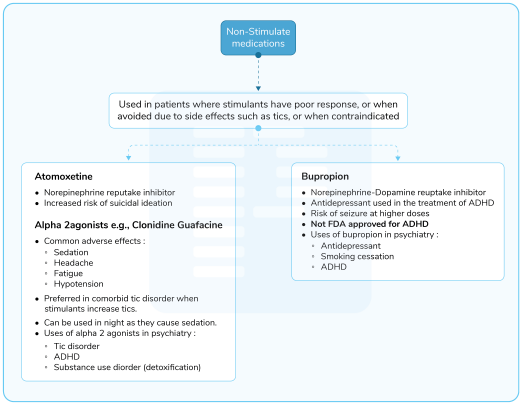 Non-Stimulate
medications
Used in patients where stimulants have poor response, or when
avoided due to side effects such as tics, or when contraindicated
Atomoxetine
• Norepinephrine reputake inhibitor
• Increased risk of suicidal ideation
Alpha 2agonists e.g., Clonidine Guafacine
• Common adverse effects :
◦ Sedation
◦ Headache
◦ Fatigue
◦ Hypotension
• Preferred in comorbid tic disorder when
stimulants increase tics.
• Can be used in night as they cause sedation.
• Uses of alpha 2 agonists in psychiatry :
◦ Tic disorder
◦ ADHD
◦ Substance use diorder (detoxification)
Bupropion
• Norepinephrine-Dopamine reuptake inhibitor
• Antidepressant used in the treatment of ADHD
• Risk of seizure at higher doses
• Not FDA approved for ADHD
• Uses of bupropion in psychiatry :
◦ Antidepressant
◦ Smoking cessation
◦ ADHD